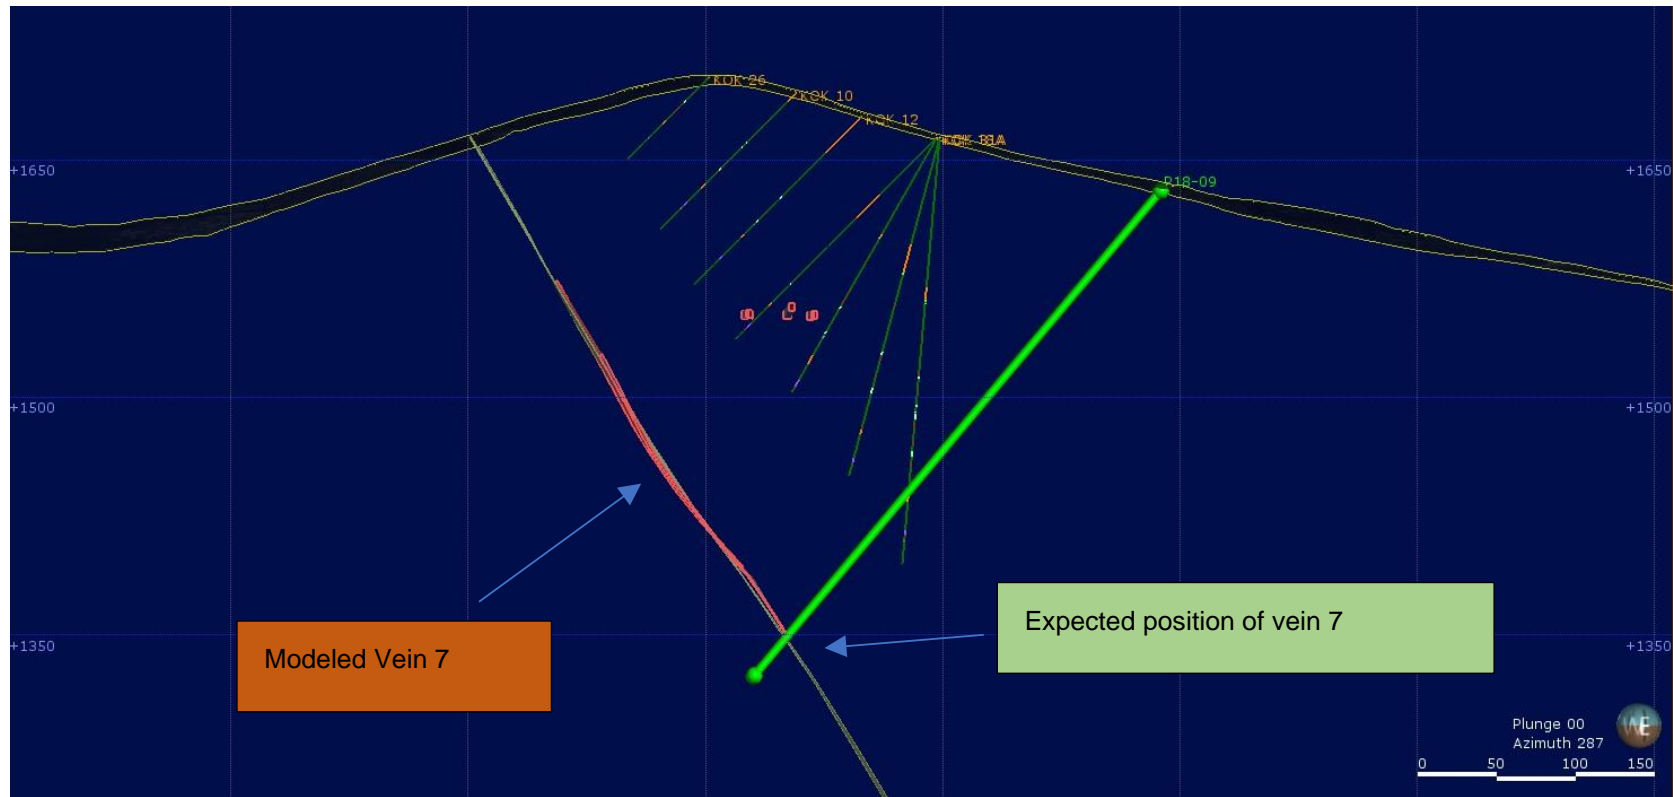 KOK 26
KOK 10
KOK 12
R18-09
+1650
+1650
+1500
+1500
Expected position of vein 7
Modeled Vein 7
+1350
+1350
Plunge 00
Azimuth 287
0 50 100 150